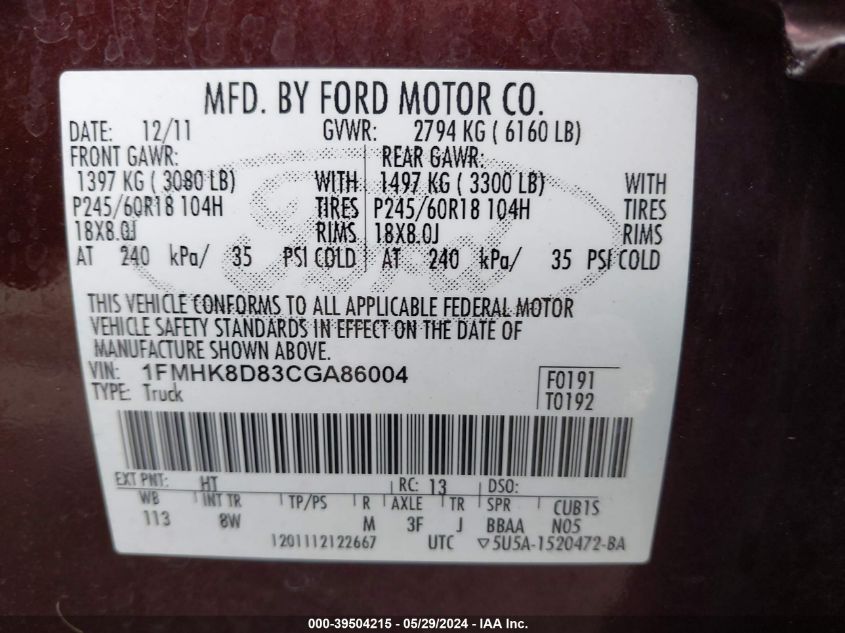 MFD. BY FORD MOTOR CO.
DATE: 12/11 GVWR: 2794 KG ( 6160 LB)
FRONT GAWR: REAR GAWR:
1397 KG ( 3080 LB) WITH 1497 KG ( 3300 LB) WITH
P245/60R18 104H TIRES P245/60R18 104H TIRES
18X8.0J RIMS 18X8.0J RIMS
AT 240 kPa/ 35 PSI COLD AT 240 kPa/ 35 PSI COLD
THIS VEHICLE CONFORMS TO ALL APPLICABLE FEDERAL MOTOR
VEHICLE SAFETY STANDARDS IN EFFECT ON THE DATE OF
MANUFACTURE SHOWN ABOVE.
VIN: 1FMHK8D83CGA86004 F0191
TYPE: Truck T0192
EXT PNT: HT RC: 13 DSO:
WB INT TR TP/PS R AXLE TR SPR CUB1S
113 8W M 3F J BBAA N05
1201112122667 UTC ▽5U5A-1520472-BA
Ford
000-39504215 - 05/29/2024 - IAA Inc.